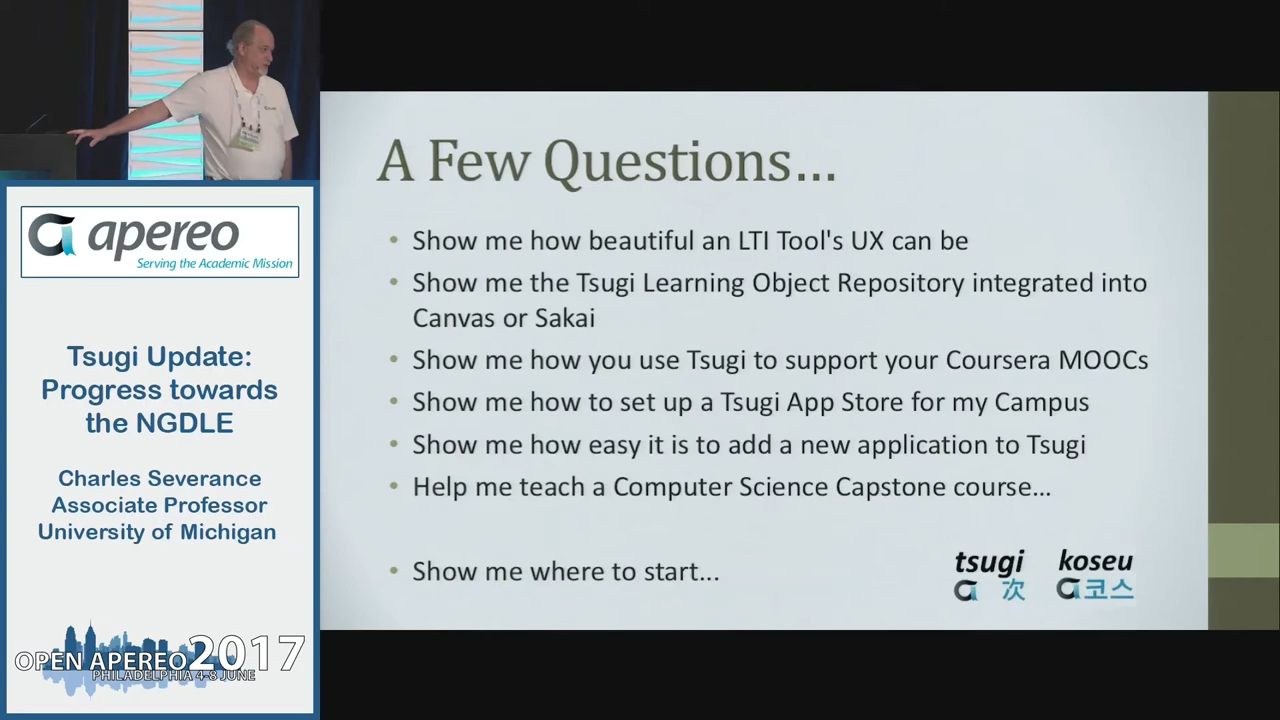 apereo
Serving the Academic Mission
Tsugi Update:
Progress towards
the NGDLE
Charles Severance
Associate Professor
University of Michigan
OPEN APEREO 2017
PHILADELPHIA 4-8 JUNE
A Few Questions…
• Show me how beautiful an LTI Tool's UX can be
• Show me the Tsugi Learning Object Repository integrated into
Canvas or Sakai
• Show me how you use Tsugi to support your Coursera MOOCs
• Show me how to set up a Tsugi App Store for my Campus
• Show me how easy it is to add a new application to Tsugi
• Help me teach a Computer Science Capstone course…
• Show me where to start...
tsugi koseu
次 코스